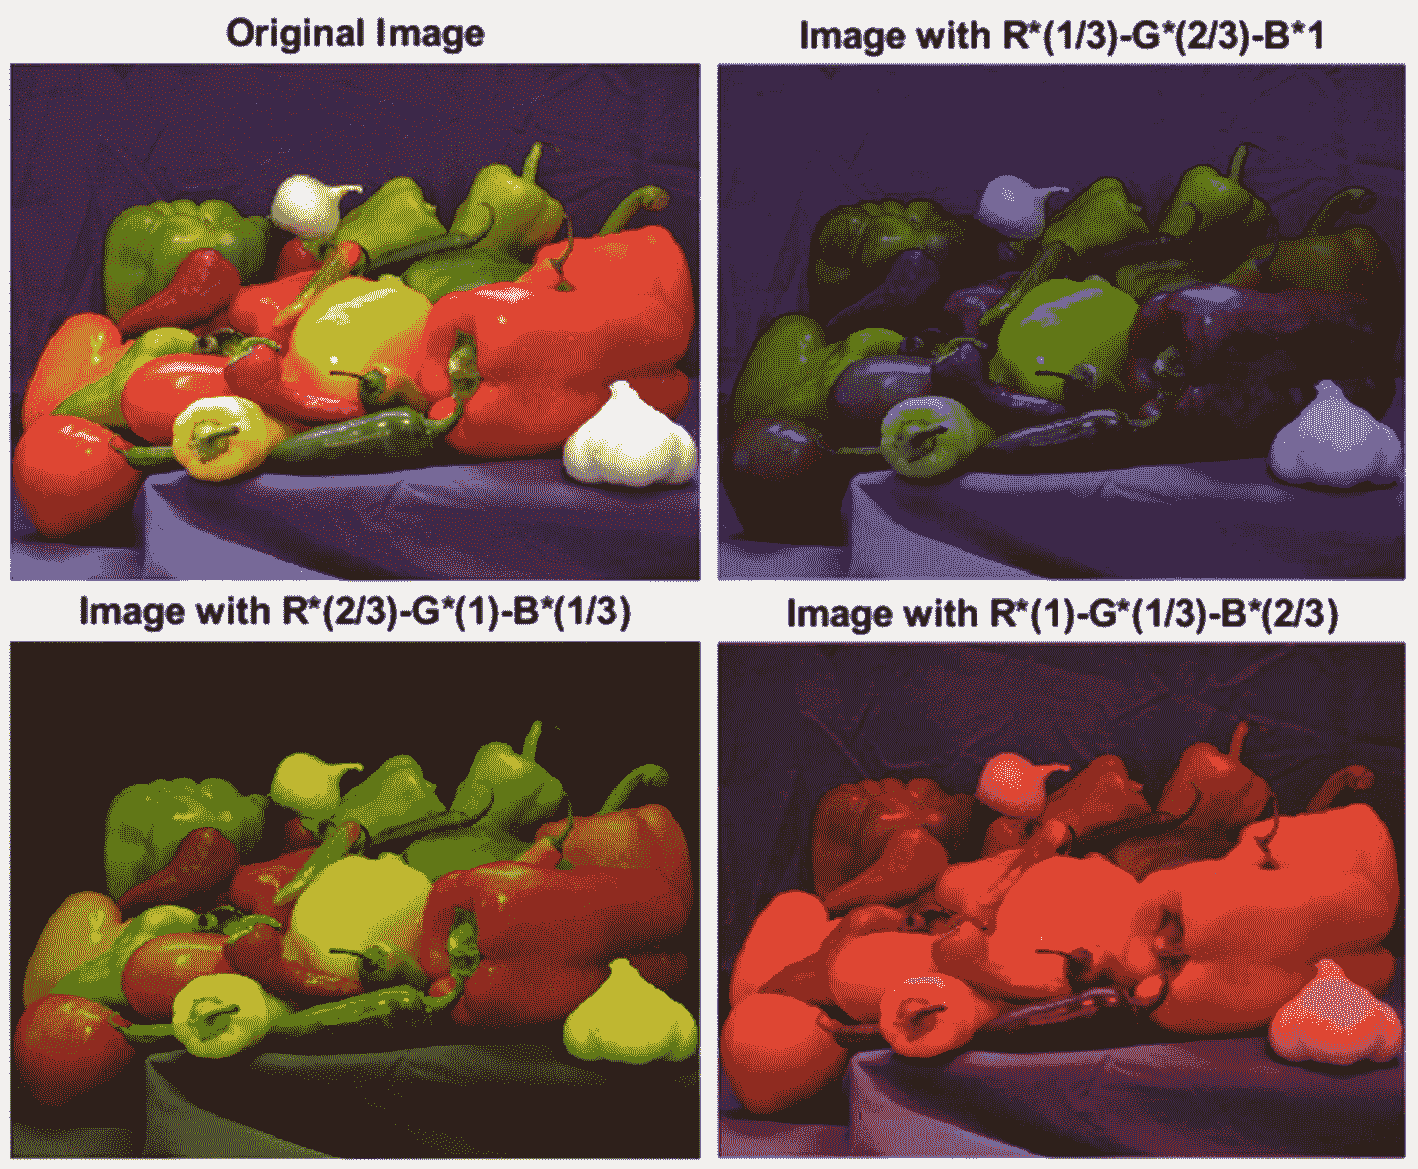 Original Image
Image with R*(1/3)-G*(2/3)-B*1
Image with R*(2/3)-G*(1)-B*(1/3)
Image with R*(1)-G*(1/3)-B*(2/3)